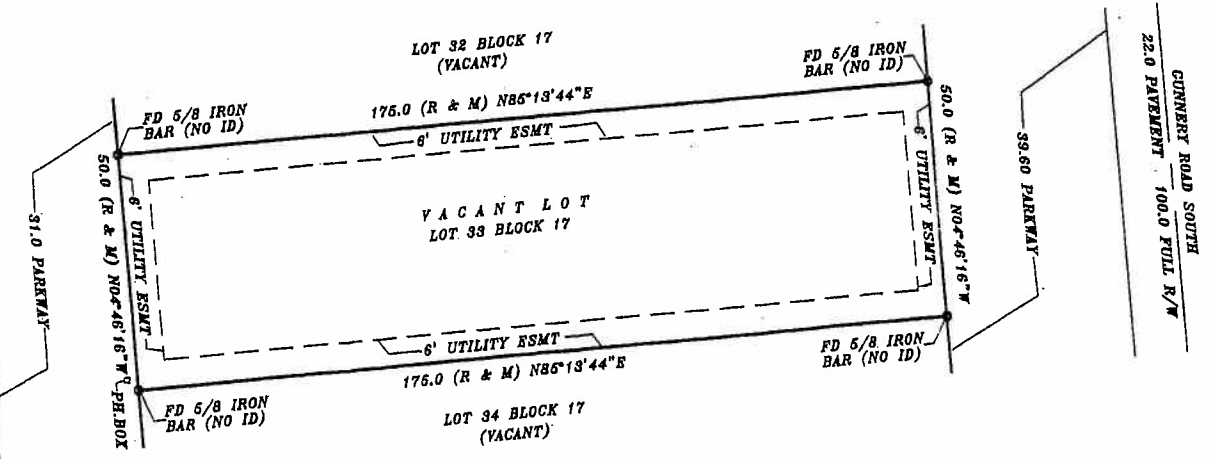 LOT 32 BLOCK 17
(VACANT)
FD 5/8 IRON
BAR (NO ID)
FD 5/8 IRON
BAR (NO ID)
175.0 (R & M) N85°13'44"E
6' UTILITY ESMT
50.0 (R & M) N04°46'16"W
6' UTILITY ESMT
31.0 PARKWAY
VACANT LOT
LOT 33 BLOCK 17
6' UTILITY ESMT
50.0 (R & M) N04°46'16"W
39.60 PARKWAY
GUNNERY ROAD SOUTH
22.0 PAVEMENT 100.0 FULL R/W
6' UTILITY ESMT
175.0 (R & M) N85°13'44"E
FD 5/8 IRON
BAR (NO ID)
PH.BOX
FD 5/8 IRON
BAR (NO ID)
LOT 34 BLOCK 17
(VACANT)